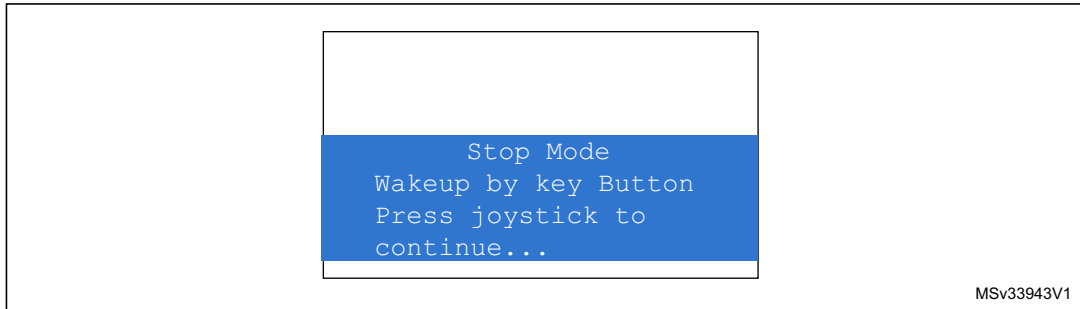 Stop Mode
Wakeup by key Button
Press joystick to
continue...
MSv33943V1